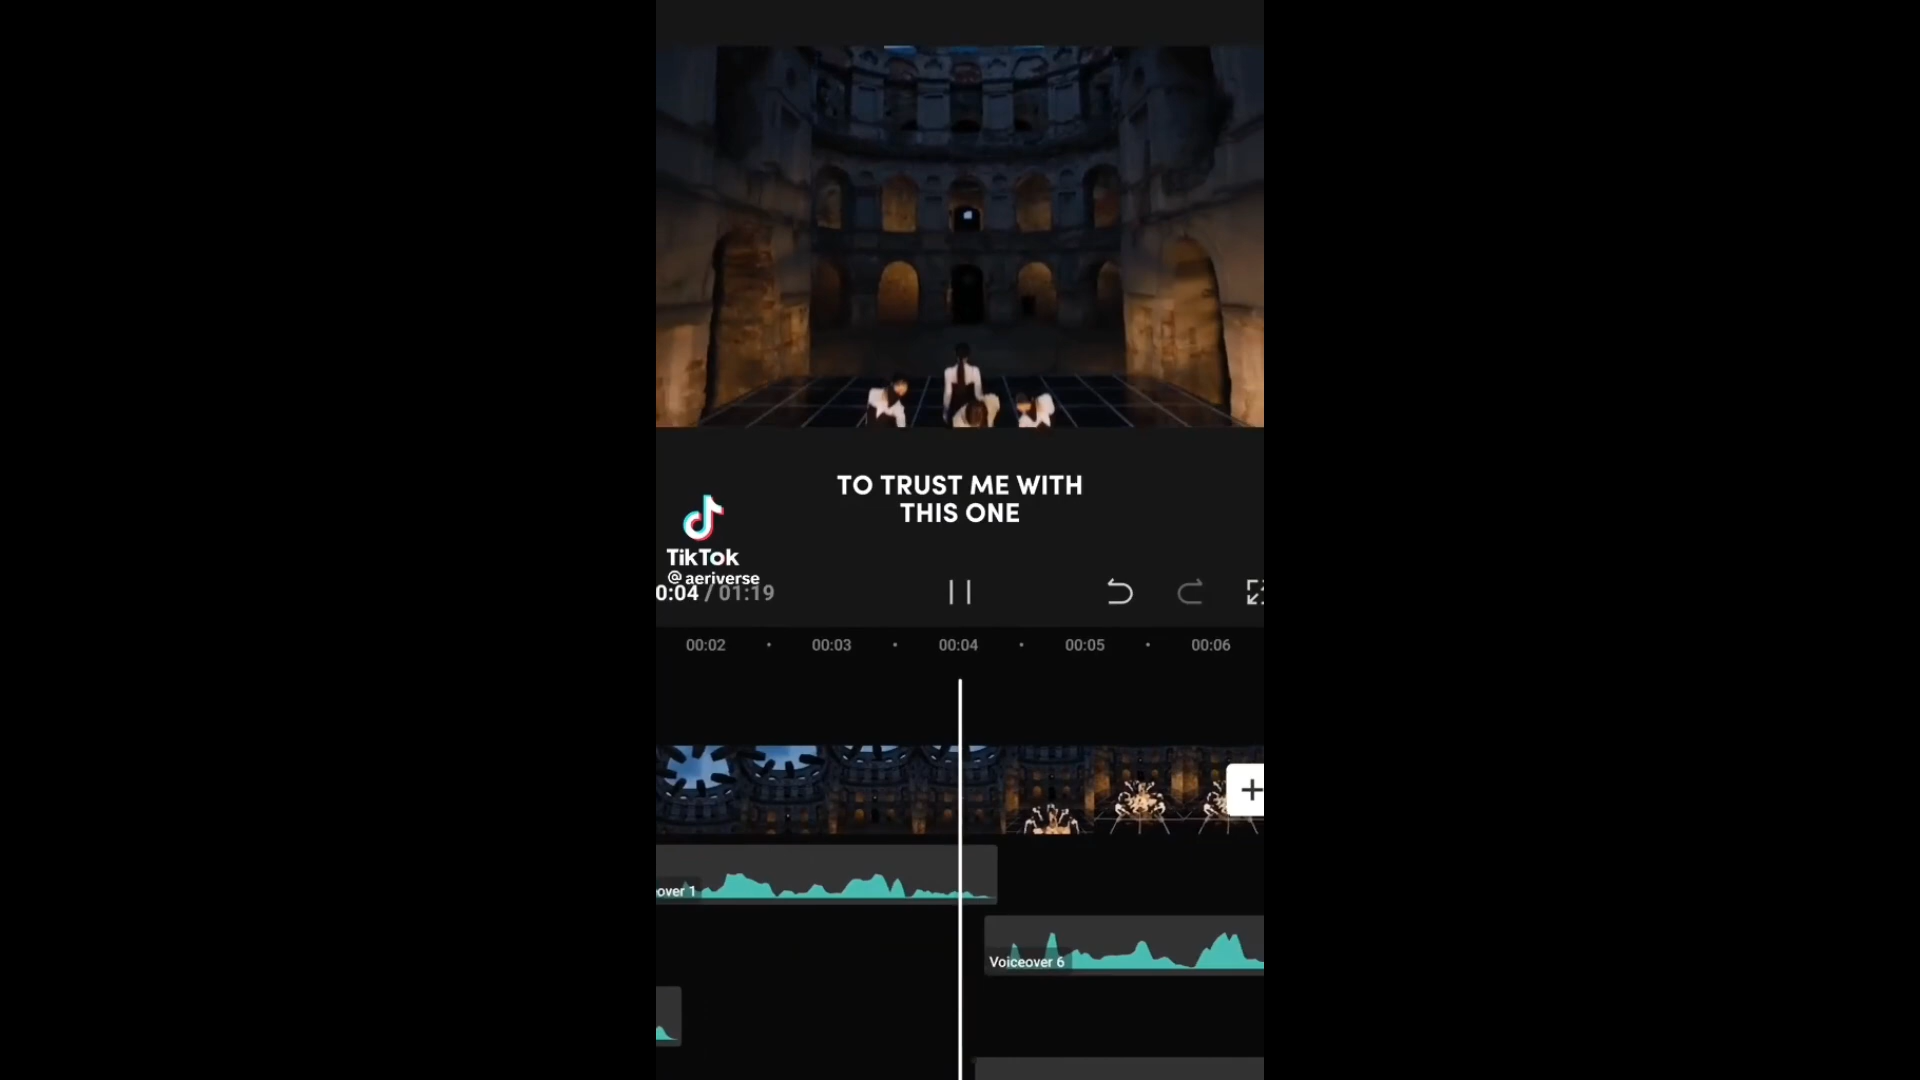 TO TRUST ME WITH
THIS ONE
TikTok
@aeriverse
0:04 / 01:19
00:02 00:03 00:04 00:05 00:06
over 1
Voiceover 6